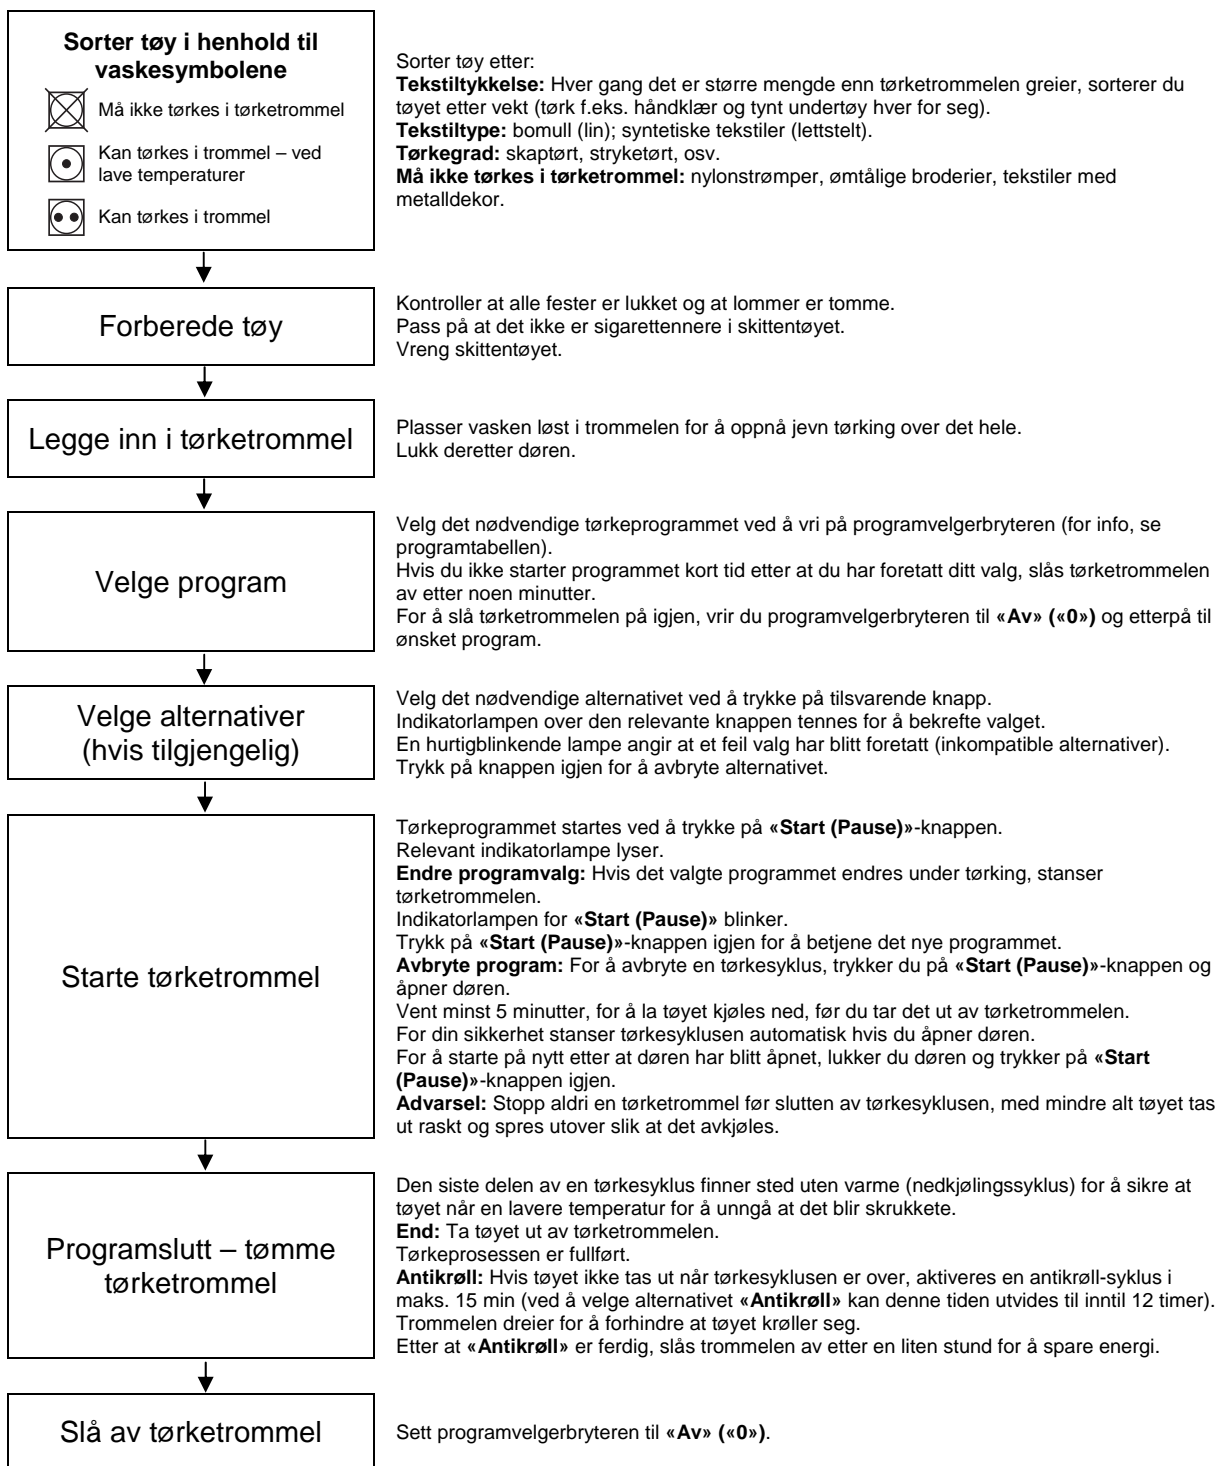 Sorter tøy i henhold til
vaskesymbolene
Må ikke tørkes i tørketrommel
Kan tørkes i trommel – ved
lave temperaturer
Kan tørkes i trommel
Sorter tøy etter:
Tekstiltykkelse: Hver gang det er større mengde enn tørketrommelen greier, sorterer du
tøyet etter vekt (tørk f.eks. håndklær og tynt undertøy hver for seg).
Tekstiltype: bomull (lin); syntetiske tekstiler (lettstelt).
Tørkegrad: skaptørt, stryketørt, osv.
Må ikke tørkes i tørketrommel: nylonstrømper, ømtålige broderier, tekstiler med
metalldekor.
Forberede tøy
Kontroller at alle fester er lukket og at lommer er tomme.
Pass på at det ikke er sigarettennere i skittentøyet.
Vreng skittentøyet.
Legge inn i tørketrommel
Plasser vasken løst i trommelen for å oppnå jevn tørking over det hele.
Lukk deretter døren.
Velge program
Velg det nødvendige tørkeprogrammet ved å vri på programvelgerbryteren (for info, se
programtabellen).
Hvis du ikke starter programmet kort tid etter at du har foretatt ditt valg, slås tørketrommelen
av etter noen minutter.
For å slå tørketrommelen på igjen, vrir du programvelgerbryteren til «Av» («0») og etterpå til
ønsket program.
Velge alternativer
(hvis tilgjengelig)
Velg det nødvendige alternativet ved å trykke på tilsvarende knapp.
Indikatorlampen over den relevante knappen tennes for å bekrefte valget.
En hurtigblinkende lampe angir at et feil valg har blitt foretatt (inkompatible alternativer).
Trykk på knappen igjen for å avbryte alternativet.
Starte tørketrommel
Tørkeprogrammet startes ved å trykke på «Start (Pause)»-knappen.
Relevant indikatorlampe lyser.
Endre programvalg: Hvis det valgte programmet endres under tørking, stanser
tørketrommelen.
Indikatorlampen for «Start (Pause)» blinker.
Trykk på «Start (Pause)»-knappen igjen for å betjene det nye programmet.
Avbryte program: For å avbryte en tørkesyklus, trykker du på «Start (Pause)»-knappen og
åpner døren.
Vent minst 5 minutter, for å la tøyet kjøles ned, før du tar det ut av tørketrommelen.
For din sikkerhet stanser tørkesyklusen automatisk hvis du åpner døren.
For å starte på nytt etter at døren har blitt åpnet, lukker du døren og trykker på «Start
(Pause)»-knappen igjen.
Advarsel: Stopp aldri en tørketrommel før slutten av tørkesyklusen, med mindre alt tøyet tas
ut raskt og spres utover slik at det avkjøles.
Programslutt – tømme
tørketrommel
Den siste delen av en tørkesyklus finner sted uten varme (nedkjølingssyklus) for å sikre at
tøyet når en lavere temperatur for å unngå at det blir skrukkete.
End: Ta tøyet ut av tørketrommelen.
Tørkeprosessen er fullført.
Antikrøll: Hvis tøyet ikke tas ut når tørkesyklusen er over, aktiveres en antikrøll-syklus i
maks. 15 min (ved å velge alternativet «Antikrøll» kan denne tiden utvides til inntil 12 timer).
Trommelen dreier for å forhindre at tøyet krøller seg.
Etter at «Antikrøll» er ferdig, slås trommelen av etter en liten stund for å spare energi.
Slå av tørketrommel
Sett programvelgerbryteren til «Av» («0»).